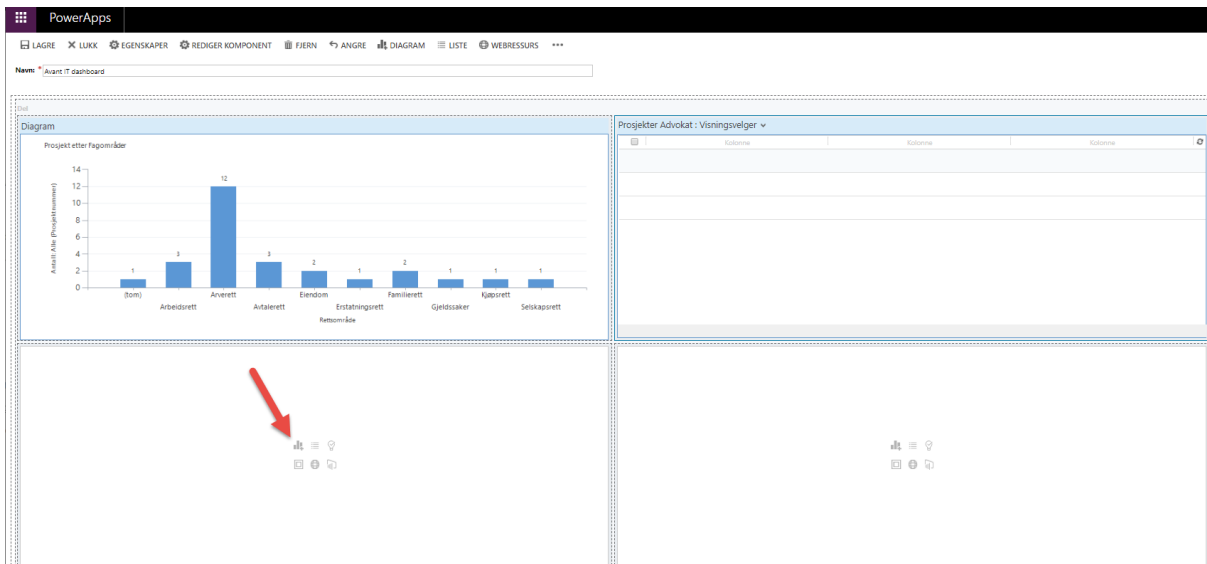 PowerApps
LAGRE LUKK EGENSKAPER REDIGER KOMPONENT FJERN ANGRE DIAGRAM LISTE WEBRESSURS •••
Navn: * Avant IT dashboard
Del
Diagram
Prosjekt etter Fagområder
Antall: Alle (Prosjektnummer)
14
12
10
8
6
4
2
0
1
3
12
3
2
1
2
1
1
1
(tom)
Arbeidsrett
Arverett
Avtalerett
Eiendom
Erstatningsrett
Familierett
Gjeldssaker
Kjøpsrett
Selskapsrett
Rettsområde
Prosjekter Advokat : Visningsvelger
Kolonne Kolonne Kolonne